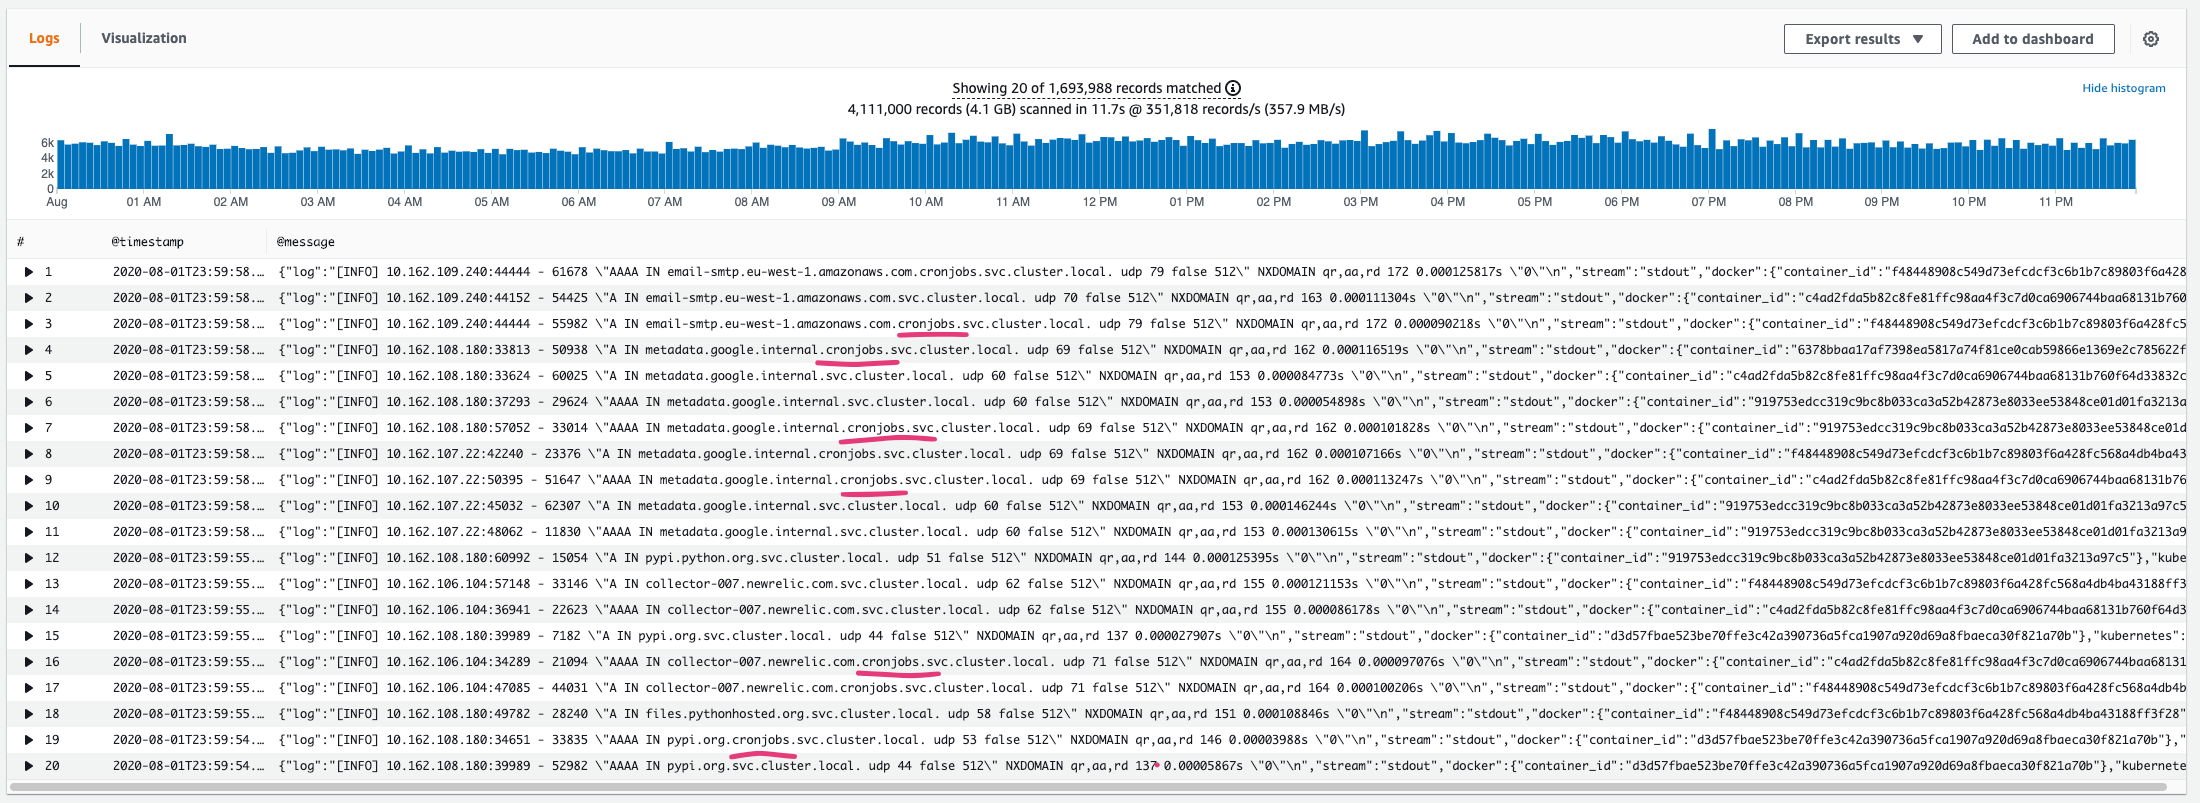 Logs
Visualization
Export results ▼
Add to dashboard
Showing 20 of 1,693,988 records matched
4,111,000 records (4.1 GB) scanned in 11.7s @ 351,818 records/s (357.9 MB/s)
Hide histogram
6k
4k
2k
0
Aug 01 AM 02 AM 03 AM 04 AM 05 AM 06 AM 07 AM 08 AM 09 AM 10 AM 11 AM 12 PM 01 PM 02 PM 03 PM 04 PM 05 PM 06 PM 07 PM 08 PM 09 PM 10 PM 11 PM
# @timestamp @message
1 2020-08-01T23:59:58.... {"log":"[INFO] 10.162.109.240:44444 - 61678 \"AAAA IN email-smtp.eu-west-1.amazonaws.com.cronjobs.svc.cluster.local. udp 79 false 512\" NXDOMAIN qr,aa,rd 172 0.000125817s \"0\"\n","stream":"stdout","docker":{"container_id":"f48448908c549d73efcdcf3c6b1b7c89803f6a428
2 2020-08-01T23:59:58.... {"log":"[INFO] 10.162.109.240:44152 - 54425 \"A IN email-smtp.eu-west-1.amazonaws.com.svc.cluster.local. udp 70 false 512\" NXDOMAIN qr,aa,rd 163 0.000111304s \"0\"\n","stream":"stdout","docker":{"container_id":"c4ad2fda5b82c8fe81ffc98aa4f3c7d0ca6906744baa68131b760
3 2020-08-01T23:59:58.... {"log":"[INFO] 10.162.109.240:44444 - 55982 \"A IN email-smtp.eu-west-1.amazonaws.com.cronjobs.svc.cluster.local. udp 79 false 512\" NXDOMAIN qr,aa,rd 172 0.000090218s \"0\"\n","stream":"stdout","docker":{"container_id":"f48448908c549d73efcdcf3c6b1b7c89803f6a428fc5
4 2020-08-01T23:59:58.... {"log":"[INFO] 10.162.108.180:33813 - 50938 \"A IN metadata.google.internal.cronjobs.svc.cluster.local. udp 69 false 512\" NXDOMAIN qr,aa,rd 162 0.000116519s \"0\"\n","stream":"stdout","docker":{"container_id":"6378bbaa17af7398ea5817a74f81ce0cab59866e1369e2c785622f
5 2020-08-01T23:59:58.... {"log":"[INFO] 10.162.108.180:33624 - 60025 \"A IN metadata.google.internal.svc.cluster.local. udp 60 false 512\" NXDOMAIN qr,aa,rd 153 0.000084773s \"0\"\n","stream":"stdout","docker":{"container_id":"c4ad2fda5b82c8fe81ffc98aa4f3c7d0ca6906744baa68131b760f64d33832c
6 2020-08-01T23:59:58.... {"log":"[INFO] 10.162.108.180:37293 - 29624 \"AAAA IN metadata.google.internal.svc.cluster.local. udp 60 false 512\" NXDOMAIN qr,aa,rd 153 0.000054898s \"0\"\n","stream":"stdout","docker":{"container_id":"919753edcc319c9bc8b033ca3a52b42873e8033ee53848ce01d01fa3213a
7 2020-08-01T23:59:58.... {"log":"[INFO] 10.162.108.180:57052 - 33014 \"AAAA IN metadata.google.internal.cronjobs.svc.cluster.local. udp 69 false 512\" NXDOMAIN qr,aa,rd 162 0.000101828s \"0\"\n","stream":"stdout","docker":{"container_id":"919753edcc319c9bc8b033ca3a52b42873e8033ee53848ce01d
8 2020-08-01T23:59:58.... {"log":"[INFO] 10.162.107.22:42240 - 23376 \"A IN metadata.google.internal.cronjobs.svc.cluster.local. udp 69 false 512\" NXDOMAIN qr,aa,rd 162 0.000107166s \"0\"\n","stream":"stdout","docker":{"container_id":"f48448908c549d73efcdcf3c6b1b7c89803f6a428fc568a4db4ba43
9 2020-08-01T23:59:58.... {"log":"[INFO] 10.162.107.22:50395 - 51647 \"AAAA IN metadata.google.internal.cronjobs.svc.cluster.local. udp 69 false 512\" NXDOMAIN qr,aa,rd 162 0.000113247s \"0\"\n","stream":"stdout","docker":{"container_id":"c4ad2fda5b82c8fe81ffc98aa4f3c7d0ca6906744baa68131b76
10 2020-08-01T23:59:58.... {"log":"[INFO] 10.162.107.22:45032 - 62307 \"A IN metadata.google.internal.svc.cluster.local. udp 60 false 512\" NXDOMAIN qr,aa,rd 153 0.000146244s \"0\"\n","stream":"stdout","docker":{"container_id":"919753edcc319c9bc8b033ca3a52b42873e8033ee53848ce01d01fa3213a97c5
11 2020-08-01T23:59:58.... {"log":"[INFO] 10.162.107.22:48062 - 11830 \"AAAA IN metadata.google.internal.svc.cluster.local. udp 60 false 512\" NXDOMAIN qr,aa,rd 153 0.000130615s \"0\"\n","stream":"stdout","docker":{"container_id":"919753edcc319c9bc8b033ca3a52b42873e8033ee53848ce01d01fa3213a9
12 2020-08-01T23:59:55.... {"log":"[INFO] 10.162.108.180:60992 - 15054 \"A IN pypi.python.org.svc.cluster.local. udp 51 false 512\" NXDOMAIN qr,aa,rd 144 0.000125395s \"0\"\n","stream":"stdout","docker":{"container_id":"919753edcc319c9bc8b033ca3a52b42873e8033ee53848ce01d01fa3213a97c5"},"kube
13 2020-08-01T23:59:55.... {"log":"[INFO] 10.162.106.104:57148 - 33146 \"A IN collector-007.newrelic.com.svc.cluster.local. udp 62 false 512\" NXDOMAIN qr,aa,rd 155 0.000121153s \"0\"\n","stream":"stdout","docker":{"container_id":"f48448908c549d73efcdcf3c6b1b7c89803f6a428fc568a4db4ba43188ff3
14 2020-08-01T23:59:55.... {"log":"[INFO] 10.162.106.104:36941 - 22623 \"AAAA IN collector-007.newrelic.com.svc.cluster.local. udp 62 false 512\" NXDOMAIN qr,aa,rd 155 0.000086178s \"0\"\n","stream":"stdout","docker":{"container_id":"c4ad2fda5b82c8fe81ffc98aa4f3c7d0ca6906744baa68131b760f64d3
15 2020-08-01T23:59:55.... {"log":"[INFO] 10.162.108.180:39989 - 7182 \"A IN pypi.org.svc.cluster.local. udp 44 false 512\" NXDOMAIN qr,aa,rd 137 0.000027907s \"0\"\n","stream":"stdout","docker":{"container_id":"d3d57fbae523be70ffe3c42a390736a5fca1907a920d69a8fbaeca30f821a70b"},"kubernetes":
16 2020-08-01T23:59:55.... {"log":"[INFO] 10.162.106.104:34289 - 21094 \"AAAA IN collector-007.newrelic.com.cronjobs.svc.cluster.local. udp 71 false 512\" NXDOMAIN qr,aa,rd 164 0.000097076s \"0\"\n","stream":"stdout","docker":{"container_id":"c4ad2fda5b82c8fe81ffc98aa4f3c7d0ca6906744baa68131
17 2020-08-01T23:59:55.... {"log":"[INFO] 10.162.106.104:47085 - 44031 \"A IN collector-007.newrelic.com.cronjobs.svc.cluster.local. udp 71 false 512\" NXDOMAIN qr,aa,rd 164 0.000100206s \"0\"\n","stream":"stdout","docker":{"container_id":"f48448908c549d73efcdcf3c6b1b7c89803f6a428fc568a4db4b
18 2020-08-01T23:59:55.... {"log":"[INFO] 10.162.108.180:49782 - 28240 \"A IN files.pythonhosted.org.svc.cluster.local. udp 58 false 512\" NXDOMAIN qr,aa,rd 151 0.000108846s \"0\"\n","stream":"stdout","docker":{"container_id":"f48448908c549d73efcdcf3c6b1b7c89803f6a428fc568a4db4ba43188ff3f28"
19 2020-08-01T23:59:54.... {"log":"[INFO] 10.162.108.180:34651 - 33835 \"AAAA IN pypi.org.cronjobs.svc.cluster.local. udp 53 false 512\" NXDOMAIN qr,aa,rd 146 0.00003988s \"0\"\n","stream":"stdout","docker":{"container_id":"d3d57fbae523be70ffe3c42a390736a5fca1907a920d69a8fbaeca30f821a70b"},"
20 2020-08-01T23:59:54.... {"log":"[INFO] 10.162.108.180:39989 - 52982 \"AAAA IN pypi.org.svc.cluster.local. udp 44 false 512\" NXDOMAIN qr,aa,rd 137 0.00005867s \"0\"\n","stream":"stdout","docker":{"container_id":"d3d57fbae523be70ffe3c42a390736a5fca1907a920d69a8fbaeca30f821a70b"},"kubernete